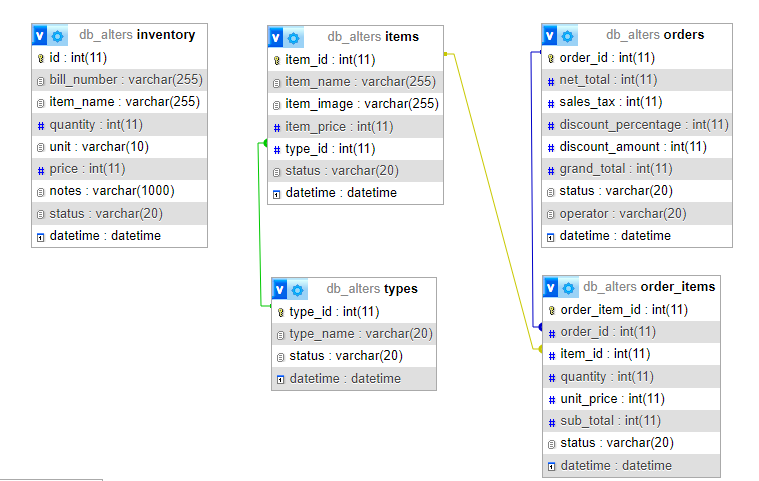 db_alters inventory
id : int(11)
bill_number : varchar(255)
item_name : varchar(255)
# quantity : int(11)
unit : varchar(10)
# price : int(11)
notes : varchar(1000)
status : varchar(20)
datetime : datetime
db_alters items
item_id : int(11)
item_name : varchar(255)
item_image : varchar(255)
# item_price : int(11)
# type_id : int(11)
status : varchar(20)
datetime : datetime
db_alters types
type_id : int(11)
type_name : varchar(20)
status : varchar(20)
datetime : datetime
db_alters orders
order_id : int(11)
# net_total : int(11)
# sales_tax : int(11)
# discount_percentage : int(11)
# discount_amount : int(11)
# grand_total : int(11)
status : varchar(20)
operator : varchar(20)
datetime : datetime
db_alters order_items
order_item_id : int(11)
# order_id : int(11)
# item_id : int(11)
# quantity : int(11)
# unit_price : int(11)
# sub_total : int(11)
status : varchar(20)
datetime : datetime